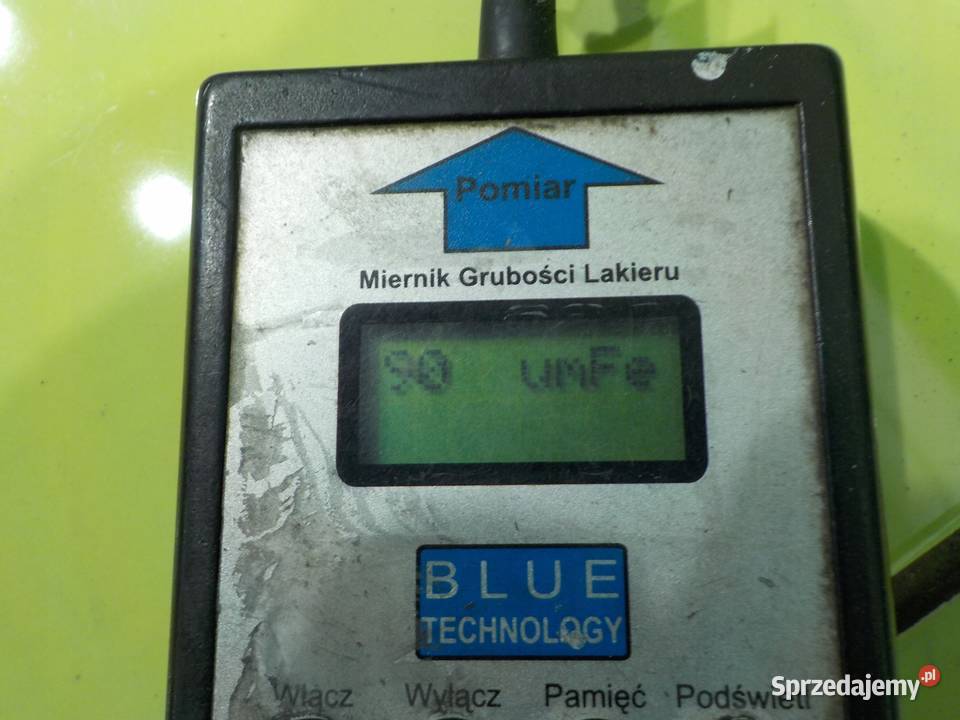 Pomiar
Miernik Grubości Lakieru
90 umFe
BLUE
TECHNOLOGY
Włącz Wyłącz Pamięć Podświetl
Sprzedajemy.pl